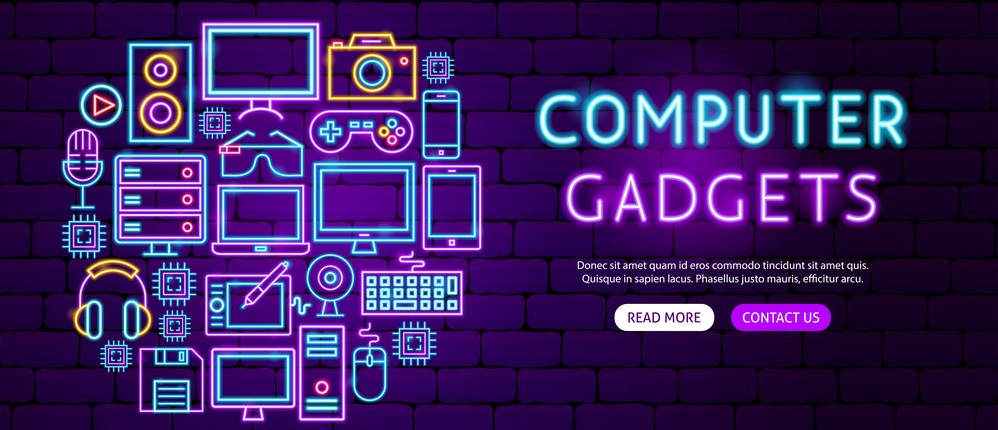 COMPUTER
GADGETS
Donec sit amet quam id eros commodo tincidunt sit amet quis.
Quisque in sapien lacus. Phasellus justo mauris, efficitur arcu.
READ MORE
CONTACT US